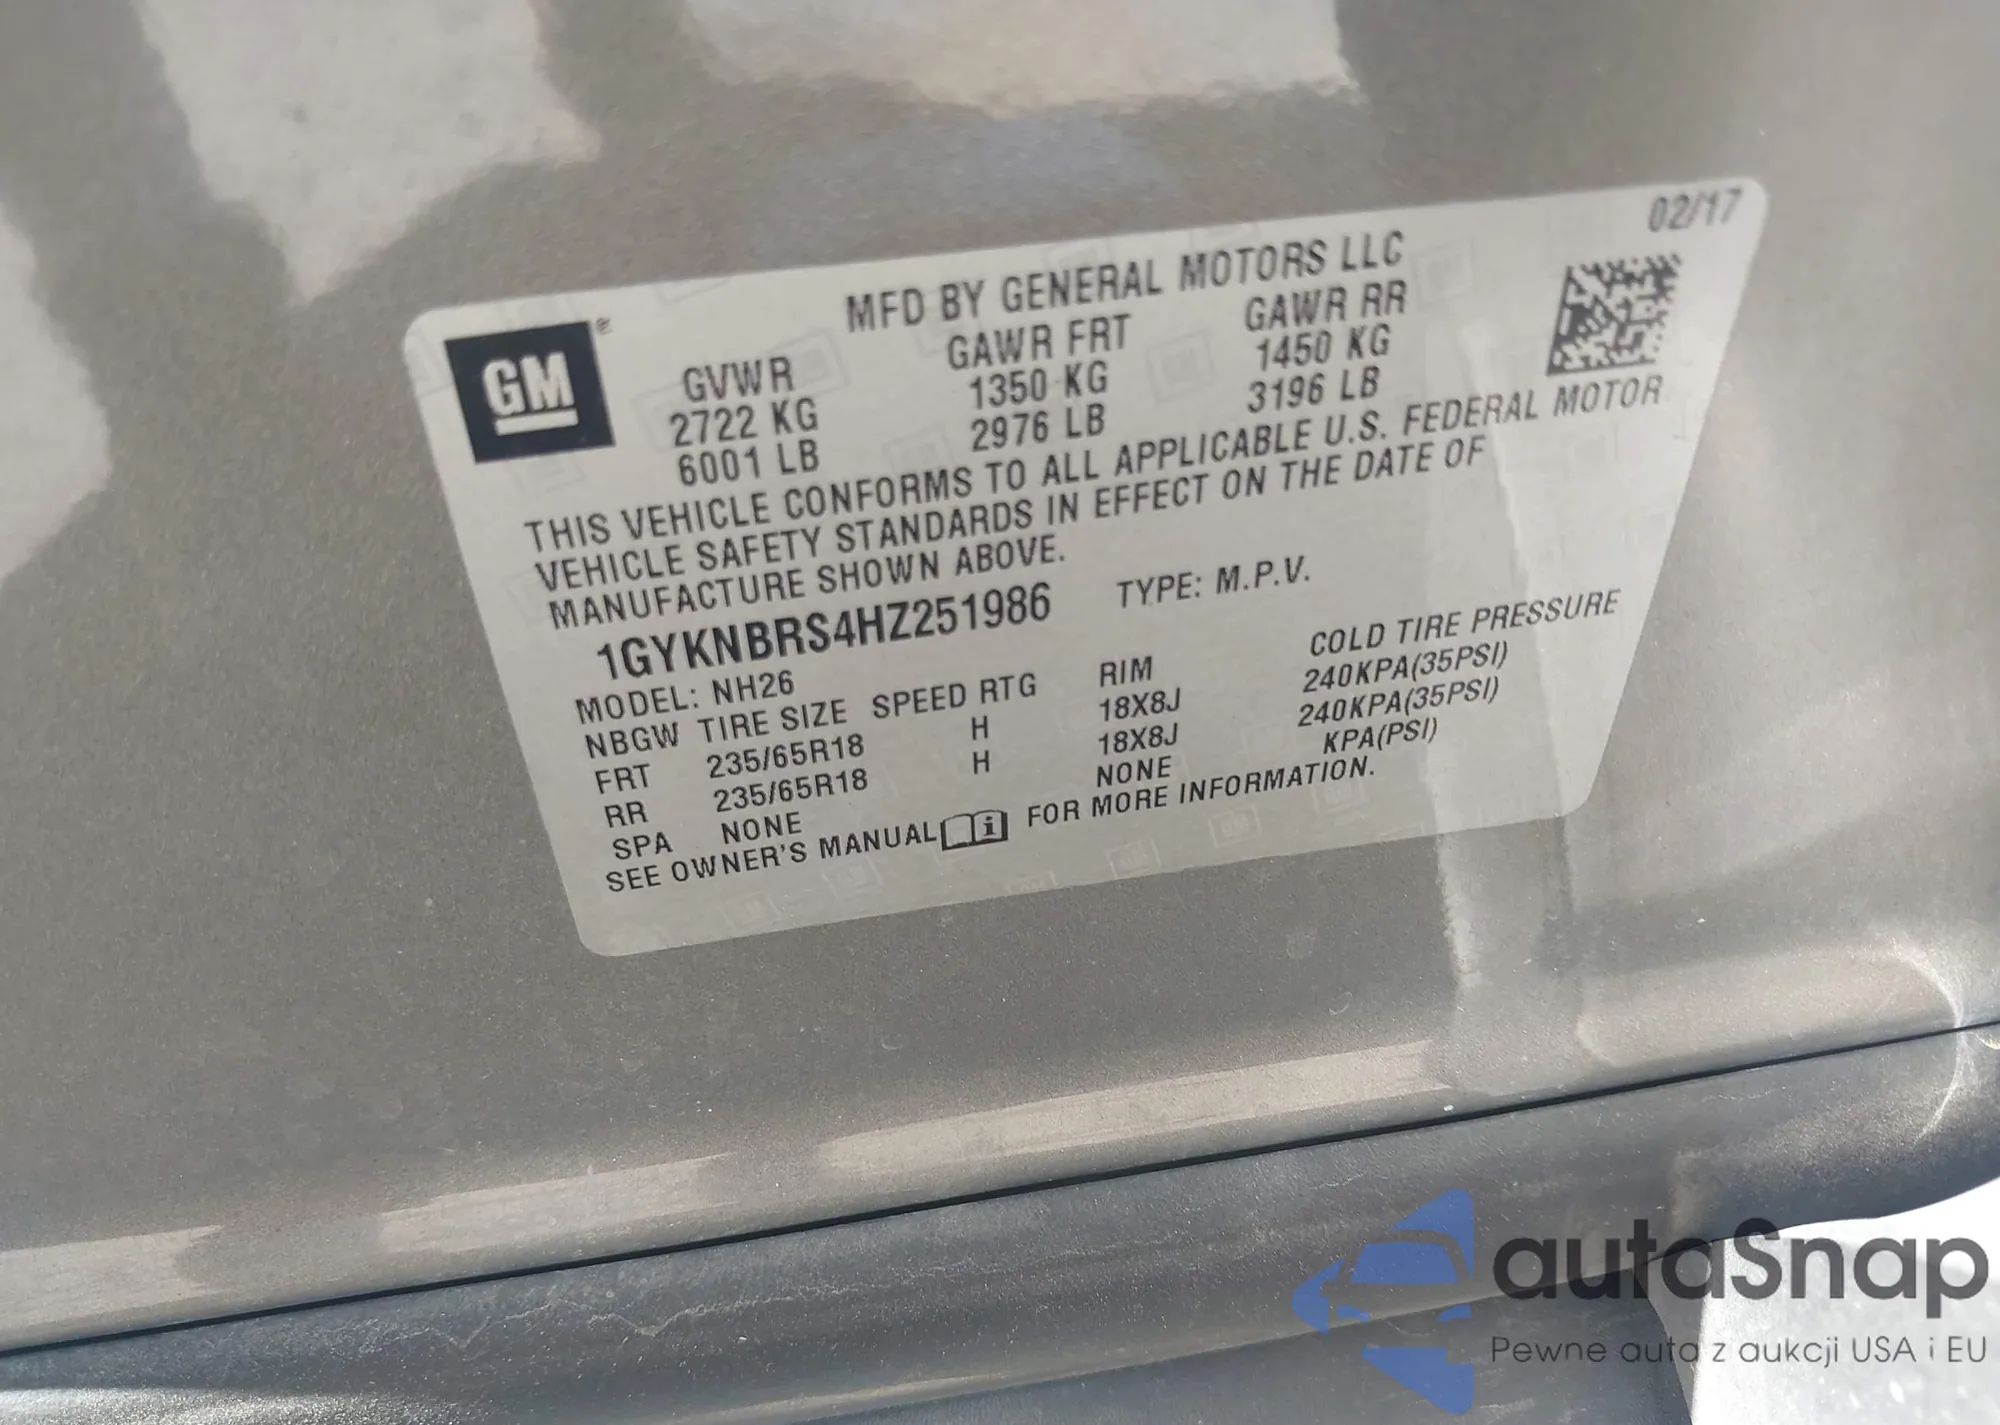 02/17
MFD BY GENERAL MOTORS LLC
GM
GVWR GAWR FRT GAWR RR
2722 KG 1350 KG 1450 KG
6001 LB 2976 LB 3196 LB
THIS VEHICLE CONFORMS TO ALL APPLICABLE U.S. FEDERAL MOTOR
VEHICLE SAFETY STANDARDS IN EFFECT ON THE DATE OF
MANUFACTURE SHOWN ABOVE.
1GYKNBRS4HZ251986 TYPE: M.P.V.
MODEL: NH26
NBGW TIRE SIZE SPEED RTG RIM COLD TIRE PRESSURE
FRT 235/65R18 H 18X8J 240KPA(35PSI)
RR 235/65R18 H 18X8J 240KPA(35PSI)
SPA NONE NONE KPA(PSI)
SEE OWNER'S MANUAL FOR MORE INFORMATION.
autaSnap
Pewne auta z aukcji USA i EU